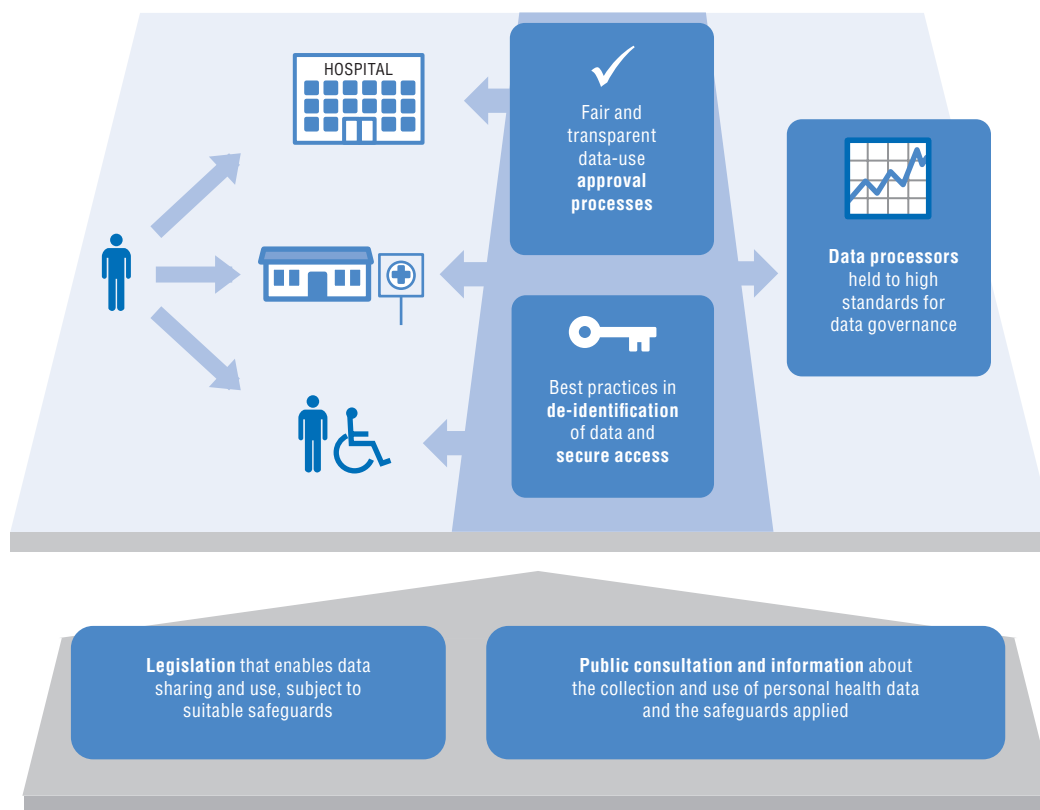 HOSPITAL
Fair and
transparent
data-use
approval
processes
Data processors
held to high
standards for
data governance
Best practices in
de-identification
of data and
secure access
Legislation that enables data
sharing and use, subject to
suitable safeguards
Public consultation and information about
the collection and use of personal health data
and the safeguards applied